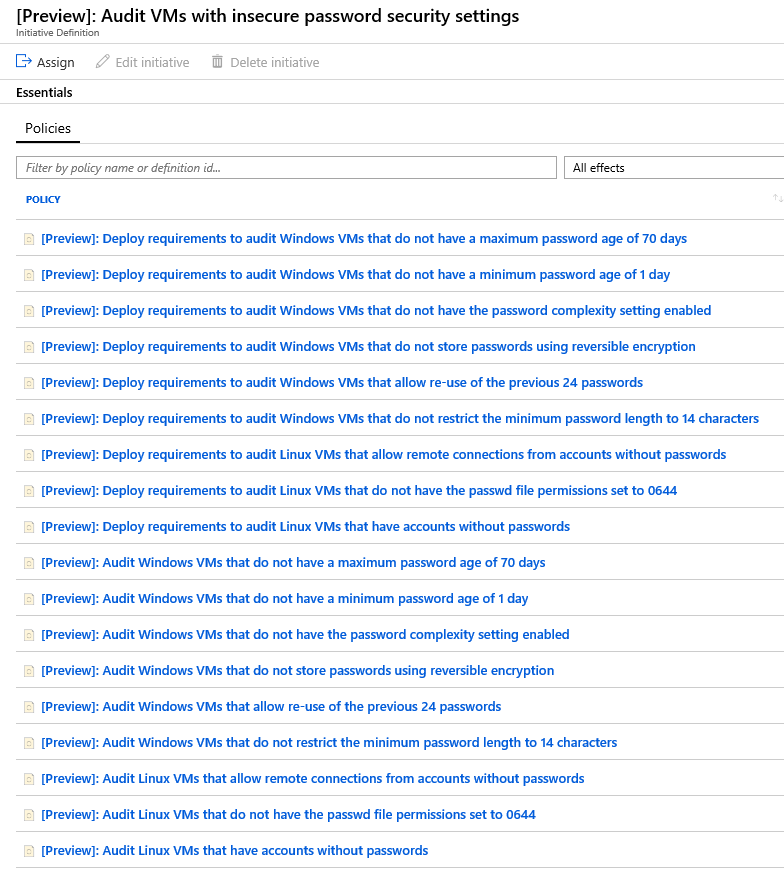 [Preview]: Audit VMs with insecure password security settings
Initiative Definition
Assign Edit initiative Delete initiative
Essentials
Policies
Filter by policy name or definition id... All effects
POLICY
[Preview]: Deploy requirements to audit Windows VMs that do not have a maximum password age of 70 days
[Preview]: Deploy requirements to audit Windows VMs that do not have a minimum password age of 1 day
[Preview]: Deploy requirements to audit Windows VMs that do not have the password complexity setting enabled
[Preview]: Deploy requirements to audit Windows VMs that do not store passwords using reversible encryption
[Preview]: Deploy requirements to audit Windows VMs that allow re-use of the previous 24 passwords
[Preview]: Deploy requirements to audit Windows VMs that do not restrict the minimum password length to 14 characters
[Preview]: Deploy requirements to audit Linux VMs that allow remote connections from accounts without passwords
[Preview]: Deploy requirements to audit Linux VMs that do not have the passwd file permissions set to 0644
[Preview]: Deploy requirements to audit Linux VMs that have accounts without passwords
[Preview]: Audit Windows VMs that do not have a maximum password age of 70 days
[Preview]: Audit Windows VMs that do not have a minimum password age of 1 day
[Preview]: Audit Windows VMs that do not have the password complexity setting enabled
[Preview]: Audit Windows VMs that do not store passwords using reversible encryption
[Preview]: Audit Windows VMs that allow re-use of the previous 24 passwords
[Preview]: Audit Windows VMs that do not restrict the minimum password length to 14 characters
[Preview]: Audit Linux VMs that allow remote connections from accounts without passwords
[Preview]: Audit Linux VMs that do not have the passwd file permissions set to 0644
[Preview]: Audit Linux VMs that have accounts without passwords